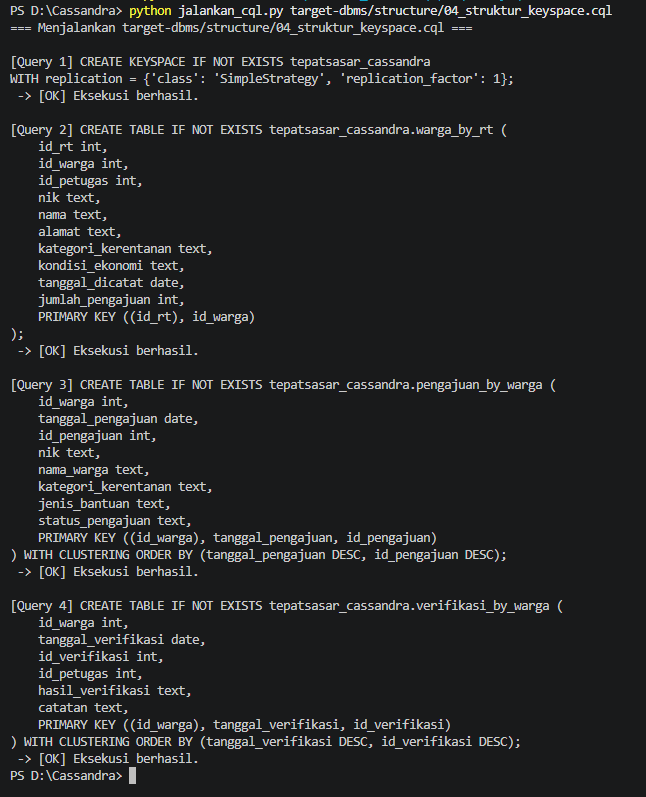 PS D:\Cassandra> python jalankan_cql.py target-dbms/structure/04_struktur_keyspace.cql
=== Menjalankan target-dbms/structure/04_struktur_keyspace.cql ===

[Query 1] CREATE KEYSPACE IF NOT EXISTS tepatsasar_cassandra
WITH replication = {'class': 'SimpleStrategy', 'replication_factor': 1};
 -> [OK] Eksekusi berhasil.

[Query 2] CREATE TABLE IF NOT EXISTS tepatsasar_cassandra.warga_by_rt (
    id_rt int,
    id_warga int,
    id_petugas int,
    nik text,
    nama text,
    alamat text,
    kategori_kerentanan text,
    kondisi_ekonomi text,
    tanggal_dicatat date,
    jumlah_pengajuan int,
    PRIMARY KEY ((id_rt), id_warga)
);
 -> [OK] Eksekusi berhasil.

[Query 3] CREATE TABLE IF NOT EXISTS tepatsasar_cassandra.pengajuan_by_warga (
    id_warga int,
    tanggal_pengajuan date,
    id_pengajuan int,
    nik text,
    nama_warga text,
    kategori_kerentanan text,
    jenis_bantuan text,
    status_pengajuan text,
    PRIMARY KEY ((id_warga), tanggal_pengajuan, id_pengajuan)
) WITH CLUSTERING ORDER BY (tanggal_pengajuan DESC, id_pengajuan DESC);
 -> [OK] Eksekusi berhasil.

[Query 4] CREATE TABLE IF NOT EXISTS tepatsasar_cassandra.verifikasi_by_warga (
    id_warga int,
    tanggal_verifikasi date,
    id_verifikasi int,
    id_petugas int,
    hasil_verifikasi text,
    catatan text,
    PRIMARY KEY ((id_warga), tanggal_verifikasi, id_verifikasi)
) WITH CLUSTERING ORDER BY (tanggal_verifikasi DESC, id_verifikasi DESC);
 -> [OK] Eksekusi berhasil.
PS D:\Cassandra>